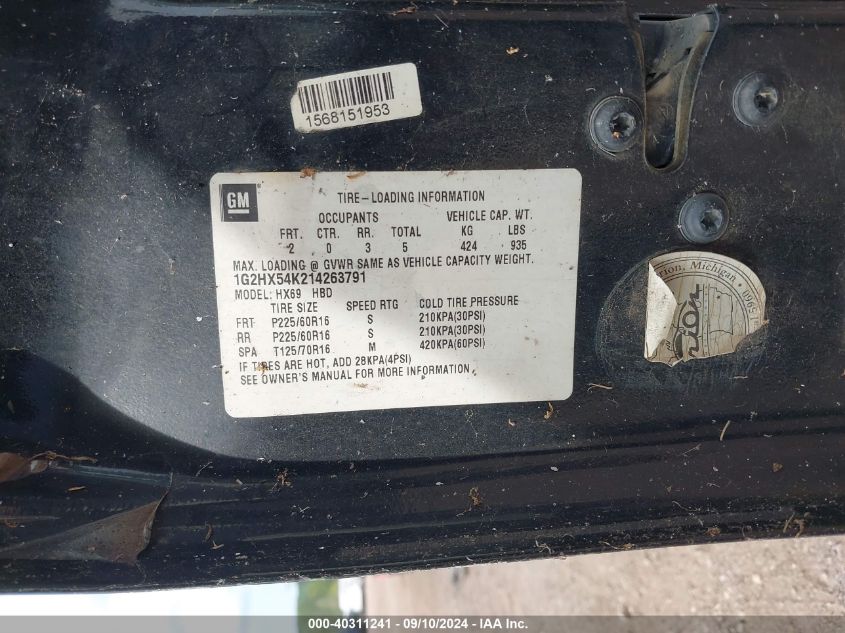 1568151953
GM
TIRE-LOADING INFORMATION
OCCUPANTS VEHICLE CAP. WT.
FRT. CTR. RR. TOTAL KG LBS
2 0 3 5 424 935
MAX. LOADING @ GVWR SAME AS VEHICLE CAPACITY WEIGHT.
1G2HX54K214263791
MODEL: HX69 HBD
TIRE SIZE SPEED RTG COLD TIRE PRESSURE
FRT P225/60R16 S 210KPA(30PSI)
RR P225/60R16 S 210KPA(30PSI)
SPA T125/70R16 M 420KPA(60PSI)
IF TIRES ARE HOT, ADD 28KPA(4PSI)
SEE OWNER'S MANUAL FOR MORE INFORMATION.
Michigan
000-40311241 - 09/10/2024 - IAA Inc.